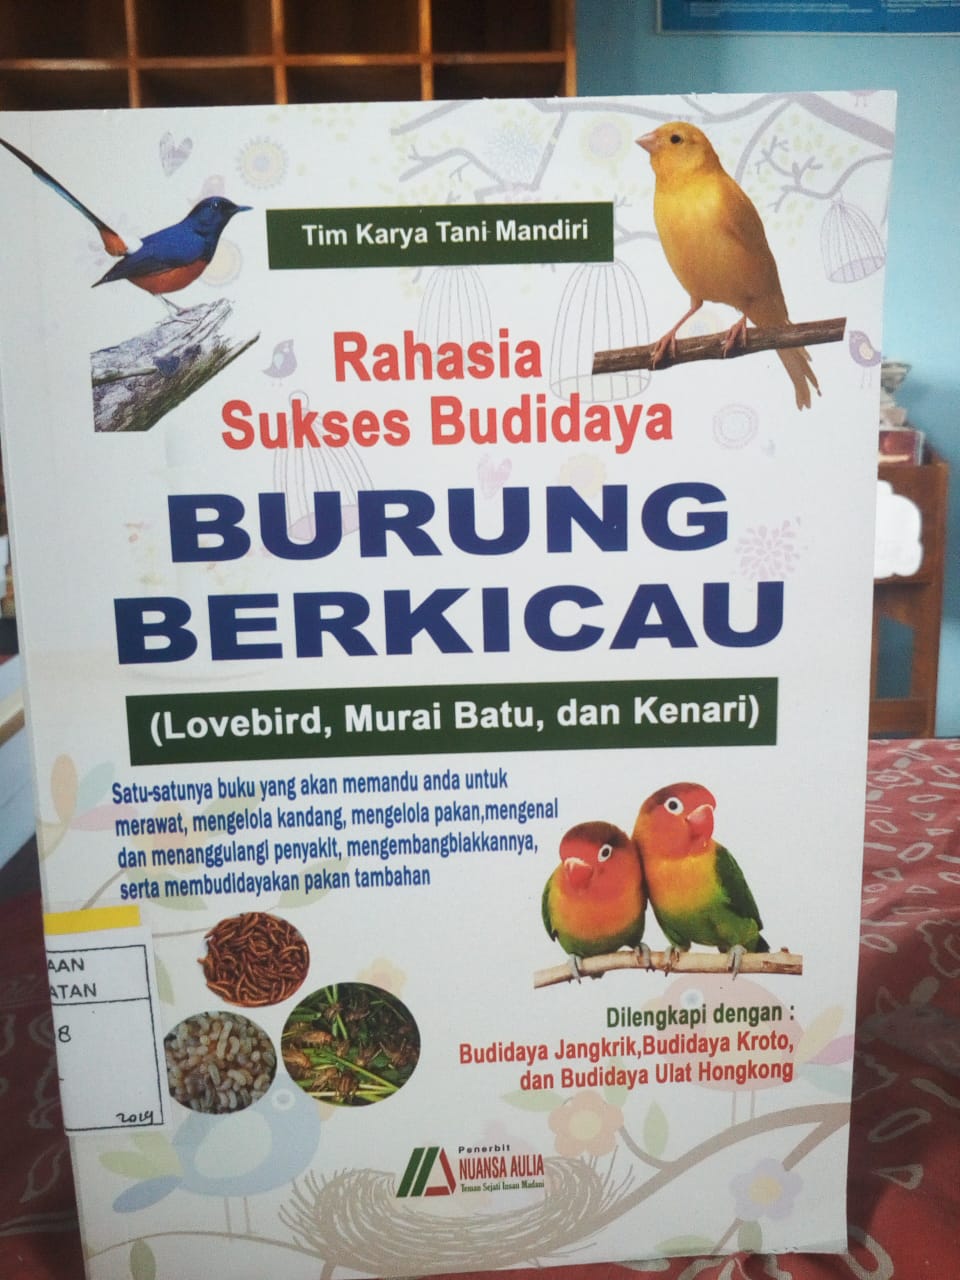 Tim Karya Tani Mandiri
Rahasia
Sukses Budidaya
BURUNG
BERKICAU
(Lovebird, Murai Batu, dan Kenari)
Satu-satunya buku yang akan memandu anda untuk
merawat, mengelola kandang, mengelola pakan,mengenal
dan menanggulangi penyakit, mengembangbiakkannya,
serta membudidayakan pakan tambahan
AAN
ATAN
8
2019
Dilengkapi dengan :
Budidaya Jangkrik,Budidaya Kroto,
dan Budidaya Ulat Hongkong
Penerbit
NUANSA AULIA
Teman Sejati Insan Madani